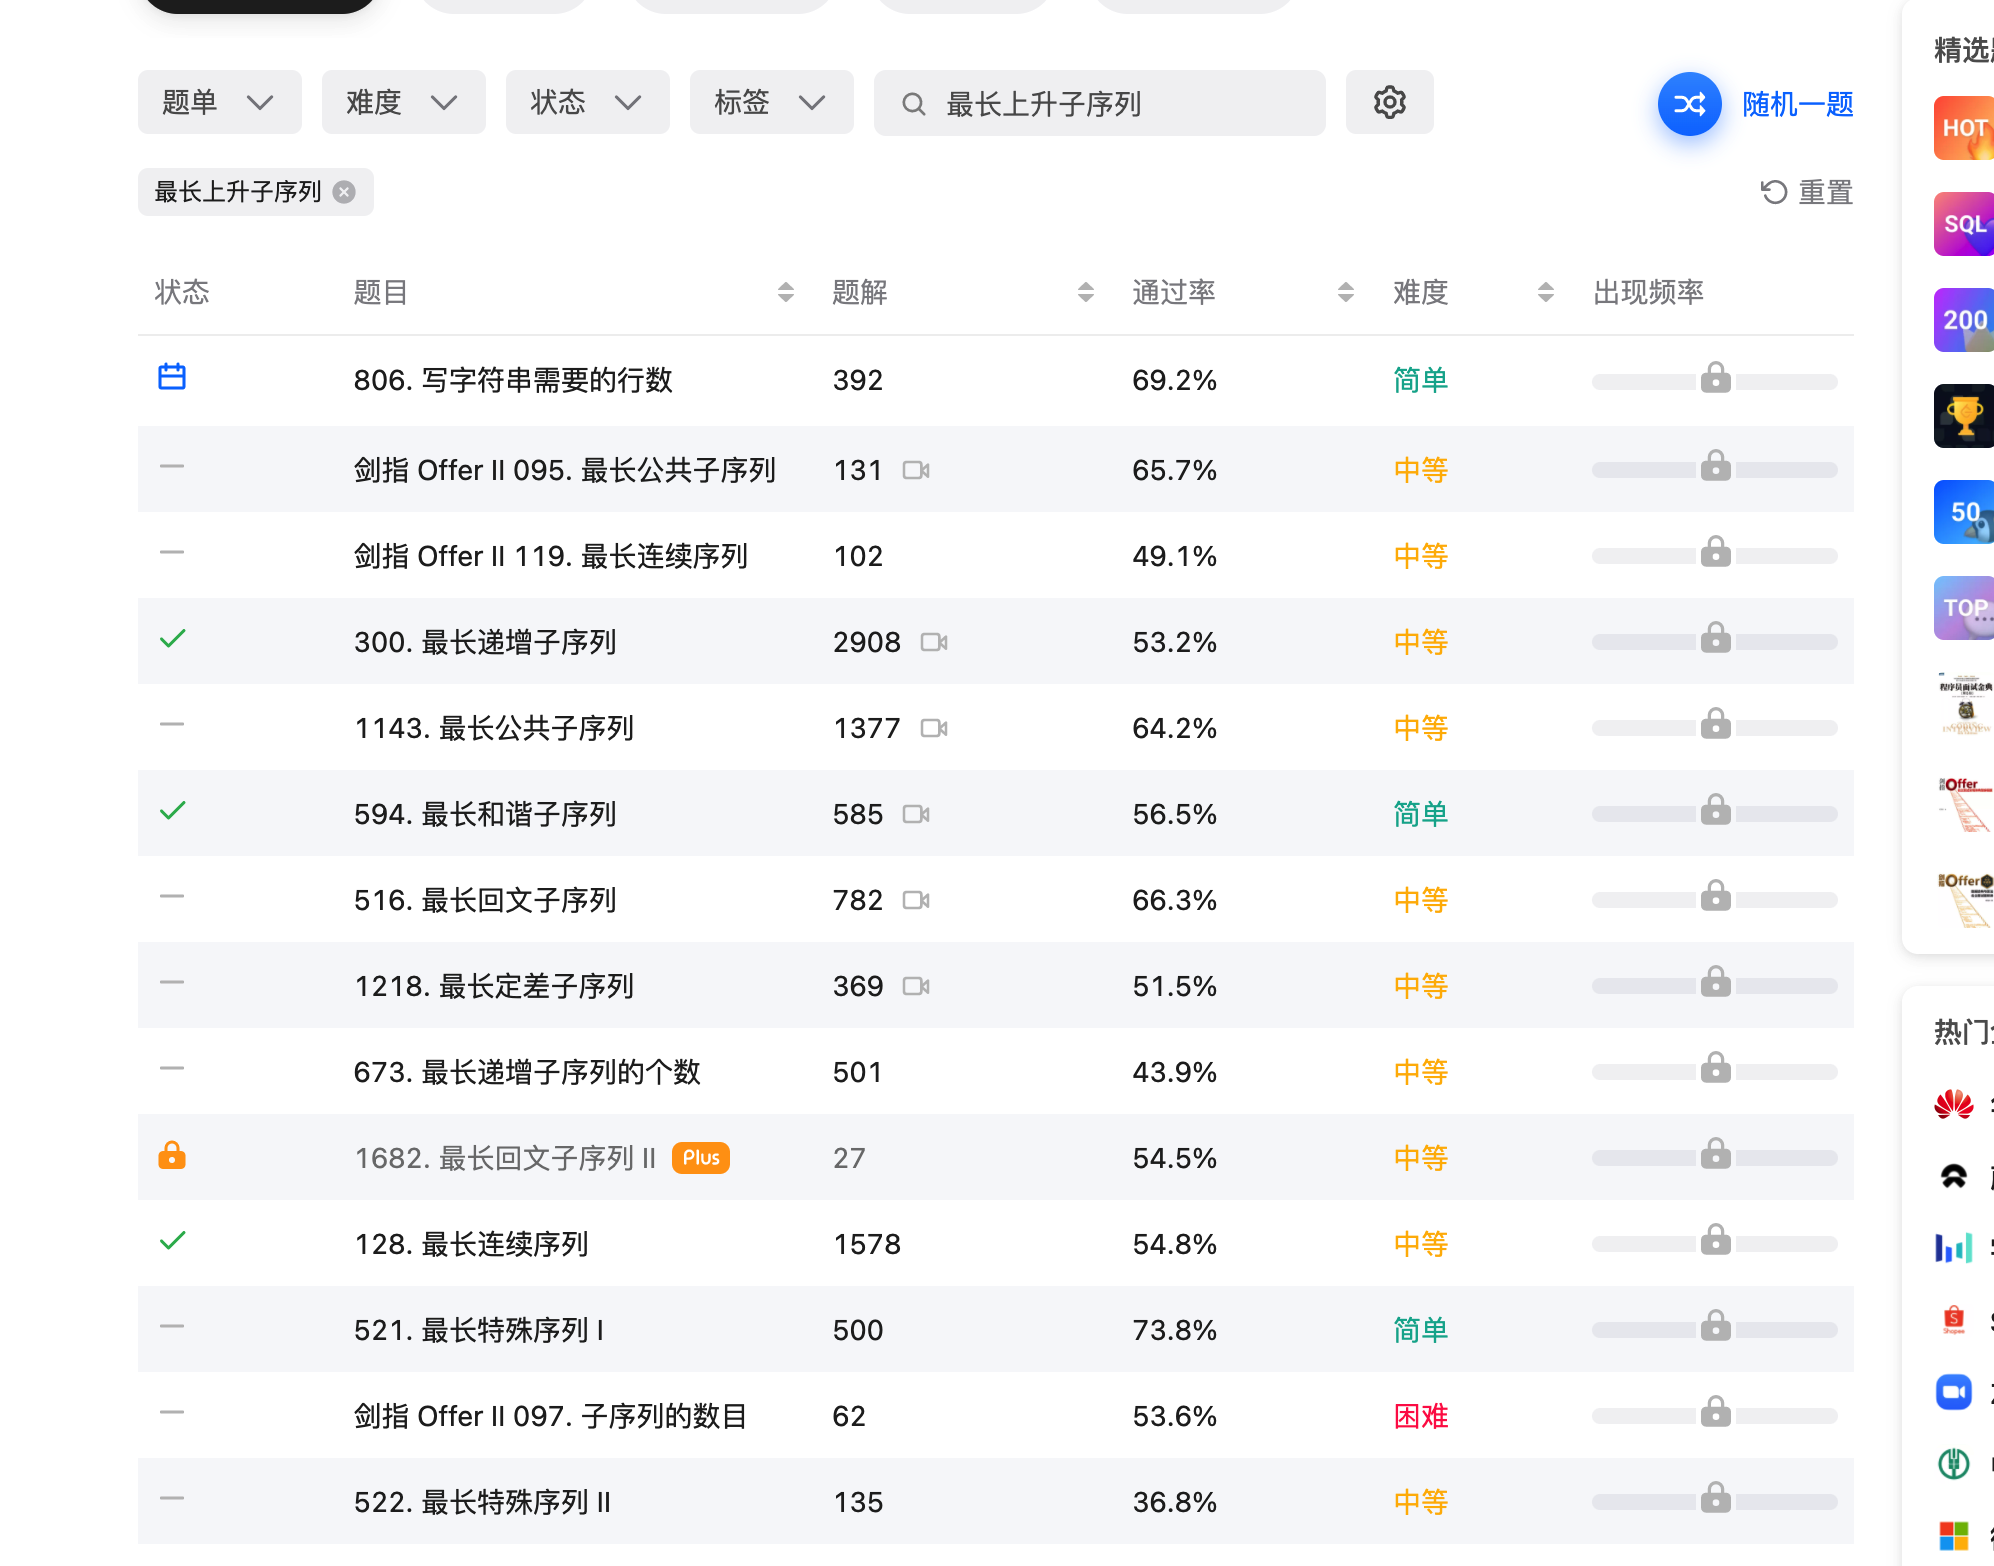 题单
难度
状态
标签
最长上升子序列
随机一题
最长上升子序列
重置
状态 题目 题解 通过率 难度 出现频率
806. 写字符串需要的行数 392 69.2% 简单
剑指 Offer II 095. 最长公共子序列 131 65.7% 中等
剑指 Offer II 119. 最长连续序列 102 49.1% 中等
300. 最长递增子序列 2908 53.2% 中等
1143. 最长公共子序列 1377 64.2% 中等
594. 最长和谐子序列 585 56.5% 简单
516. 最长回文子序列 782 66.3% 中等
1218. 最长定差子序列 369 51.5% 中等
673. 最长递增子序列的个数 501 43.9% 中等
1682. 最长回文子序列 II Plus 27 54.5% 中等
128. 最长连续序列 1578 54.8% 中等
521. 最长特殊序列 I 500 73.8% 简单
剑指 Offer II 097. 子序列的数目 62 53.6% 困难
522. 最长特殊序列 II 135 36.8% 中等
精选
HOT
SQL
200
50
TOP
程序员面试金典
CODING
INTERVIEW
Offer
Offer
热门
Shopee